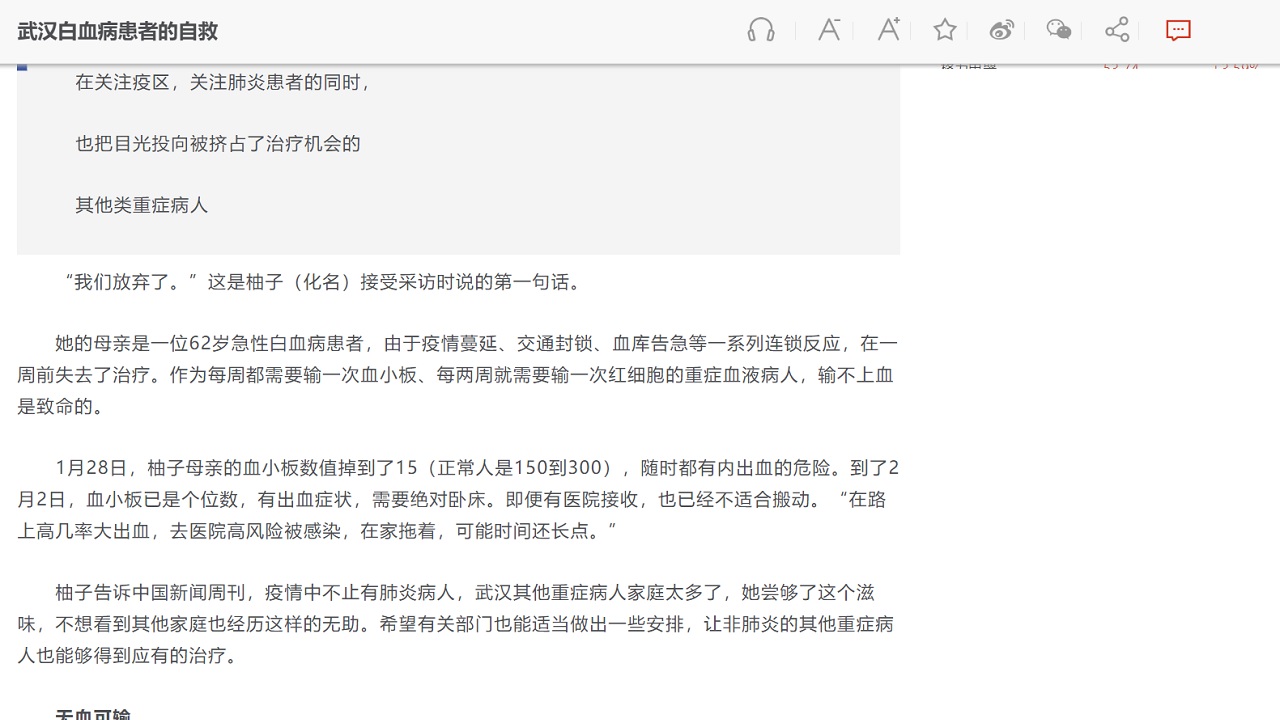 武汉白血病患者的自救
在关注疫区，关注肺炎患者的同时，
也把目光投向被挤占了治疗机会的
其他类重症病人
“我们放弃了。”这是柚子（化名）接受采访时说的第一句话。
她的母亲是一位62岁急性白血病患者，由于疫情蔓延、交通封锁、血库告急等一系列连锁反应，在一
周前失去了治疗。作为每周都需要输一次血小板、每两周就需要输一次红细胞的重症血液病人，输不上血
是致命的。
1月28日，柚子母亲的血小板数值掉到了15（正常人是150到300），随时都有内出血的危险。到了2
月2日，血小板已是个位数，有出血症状，需要绝对卧床。即便有医院接收，也已经不适合搬动。“在路
上高几率大出血，去医院高风险被感染，在家拖着，可能时间还长点。”
柚子告诉中国新闻周刊，疫情中不止有肺炎病人，武汉其他重症病人家庭太多了，她尝够了这个滋
味，不想看到其他家庭也经历这样的无助。希望有关部门也能适当做出一些安排，让非肺炎的其他重症病
人也能够得到应有的治疗。
无血可输